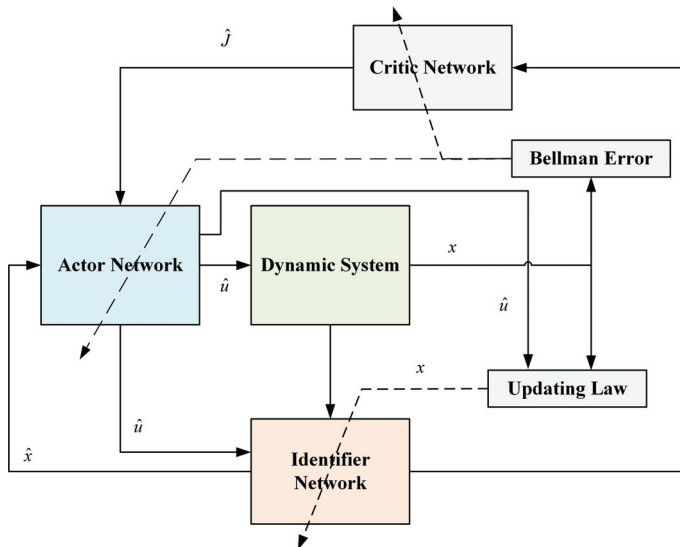 Ĵ
Critic Network
Bellman Error
Actor Network
û
Dynamic System
x
û
x
Updating Law
û
x̂
Identifier
Network